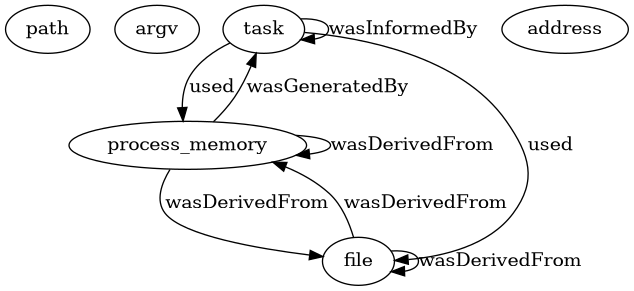 path
argv
task
wasInformedBy
address
used
wasGeneratedBy
process_memory
wasDerivedFrom
used
wasDerivedFrom
wasDerivedFrom
file
wasDerivedFrom